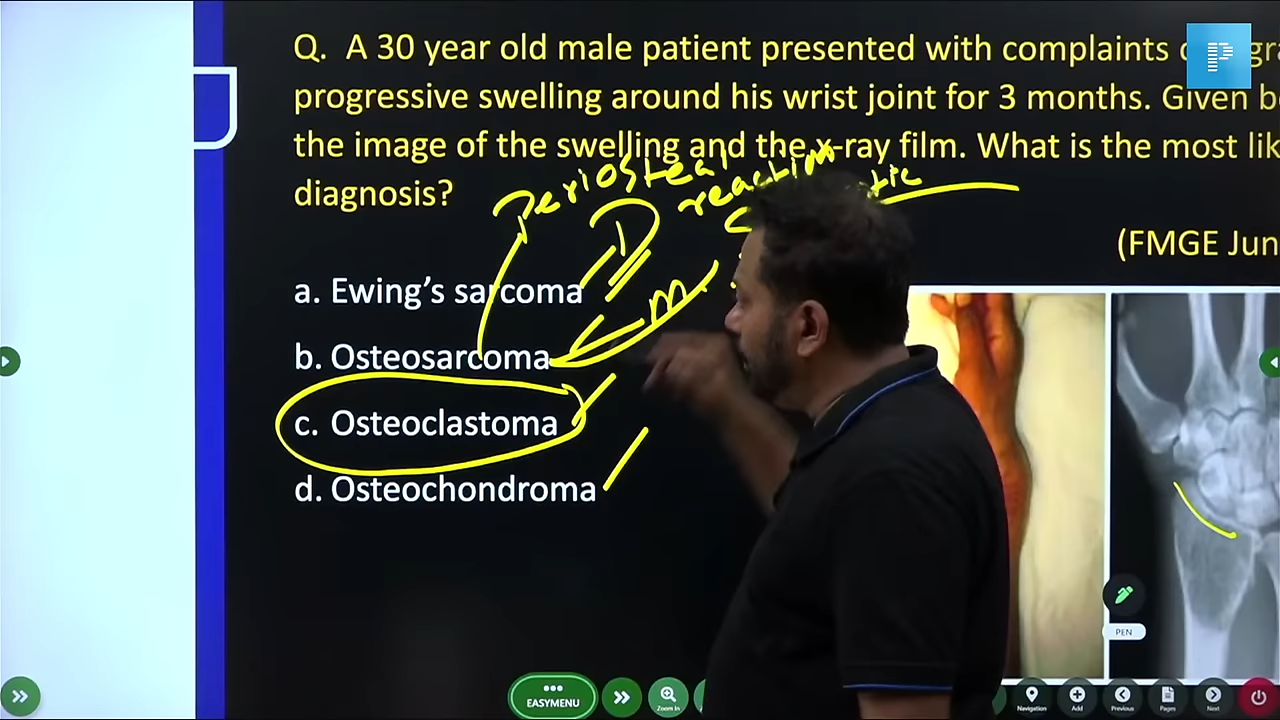 Q. A 30 year old male patient presented with complaints
progressive swelling around his wrist joint for 3 months. Given
the image of the swelling and the x-ray film. What is the most
diagnosis?
Periosteal
reaction
D
(FMGE Jun
a. Ewing's sarcoma
m
b. Osteosarcoma
c. Osteoclastoma
d. Osteochondroma
PEN
EASYMENU
Zoom In
Navigation
Add
Previous
Pages
Next
P